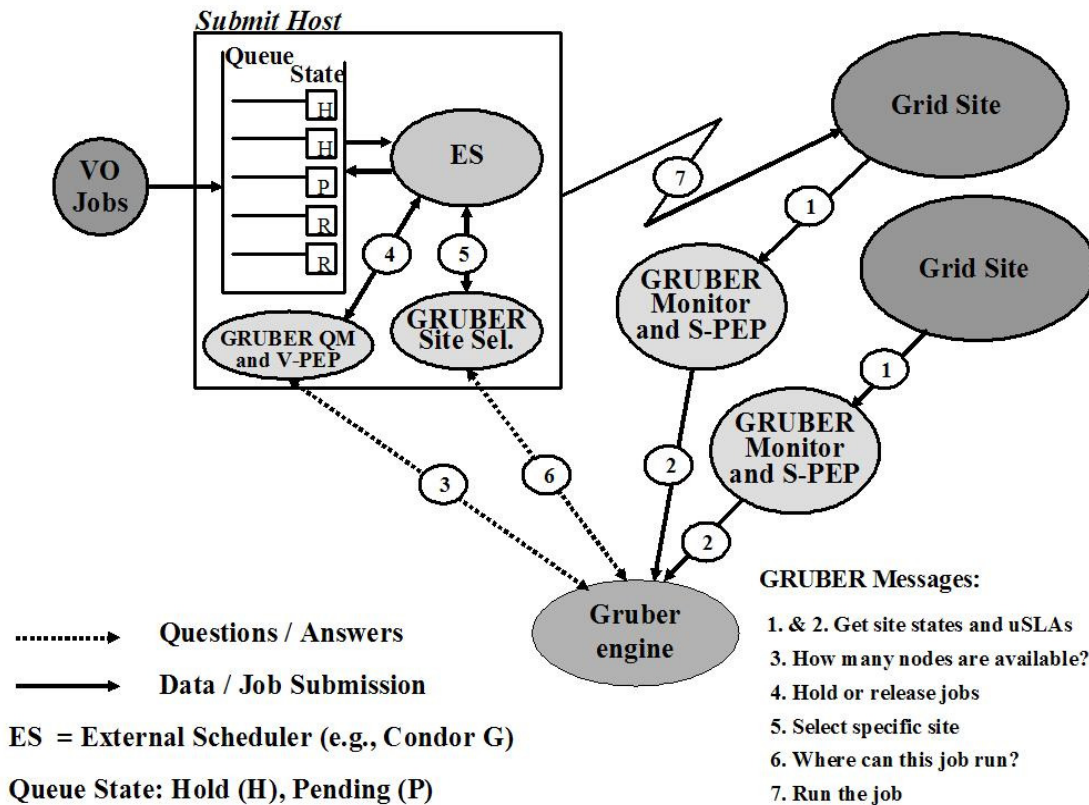 Submit Host
Queue
State
H
H
P
R
R
VO
Jobs
ES
4
5
GRUBER QM
and V-PEP
GRUBER
Site Sel.
7
Grid Site
1
Grid Site
1
GRUBER
Monitor
and S-PEP
GRUBER
Monitor
and S-PEP
2
2
3
6
Gruber
engine
Questions / Answers
Data / Job Submission
ES = External Scheduler (e.g., Condor G)
Queue State: Hold (H), Pending (P)
GRUBER Messages:
1. & 2. Get site states and uSLAs
3. How many nodes are available?
4. Hold or release jobs
5. Select specific site
6. Where can this job run?
7. Run the job